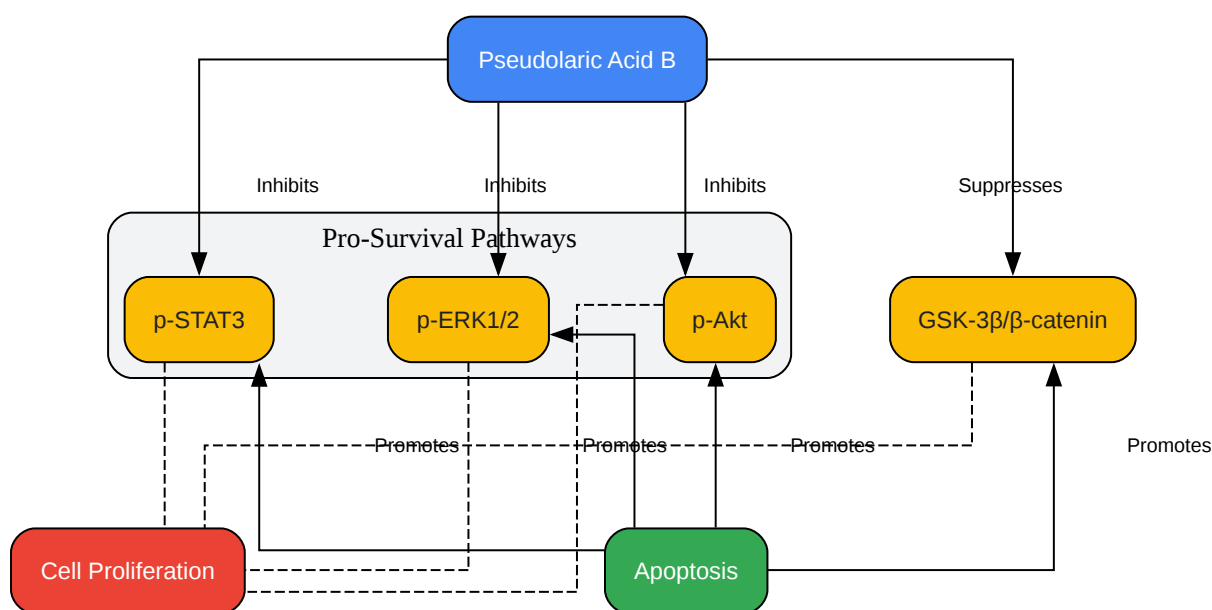 Pseudolaric Acid B
Inhibits
Inhibits
Inhibits
Suppresses
Pro-Survival Pathways
p-STAT3
p-ERK1/2
p-Akt
GSK-3β/β-catenin
Promotes
Promotes
Promotes
Promotes
Cell Proliferation
Apoptosis